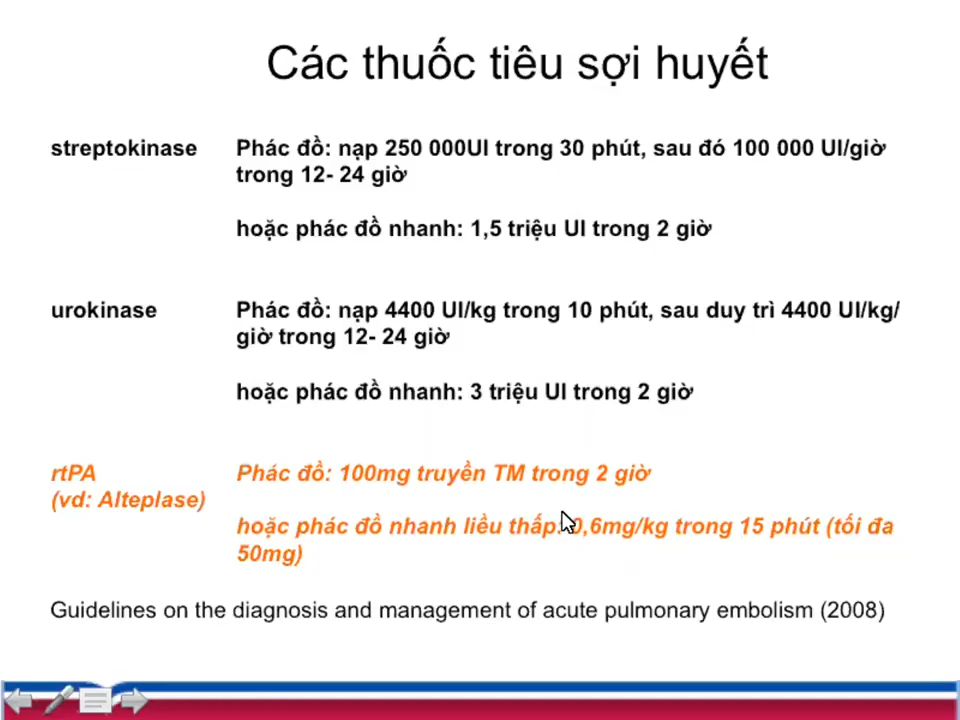 Các thuốc tiêu sợi huyết
streptokinase
Phác đồ: nạp 250 000UI trong 30 phút, sau đó 100 000 UI/giờ
trong 12- 24 giờ
hoặc phác đồ nhanh: 1,5 triệu UI trong 2 giờ
urokinase
Phác đồ: nạp 4400 UI/kg trong 10 phút, sau duy trì 4400 UI/kg/
giờ trong 12- 24 giờ
hoặc phác đồ nhanh: 3 triệu UI trong 2 giờ
rtPA
(vd: Alteplase)
Phác đồ: 100mg truyền TM trong 2 giờ
hoặc phác đồ nhanh liều thấp: 0,6mg/kg trong 15 phút (tối đa
50mg)
Guidelines on the diagnosis and management of acute pulmonary embolism (2008)